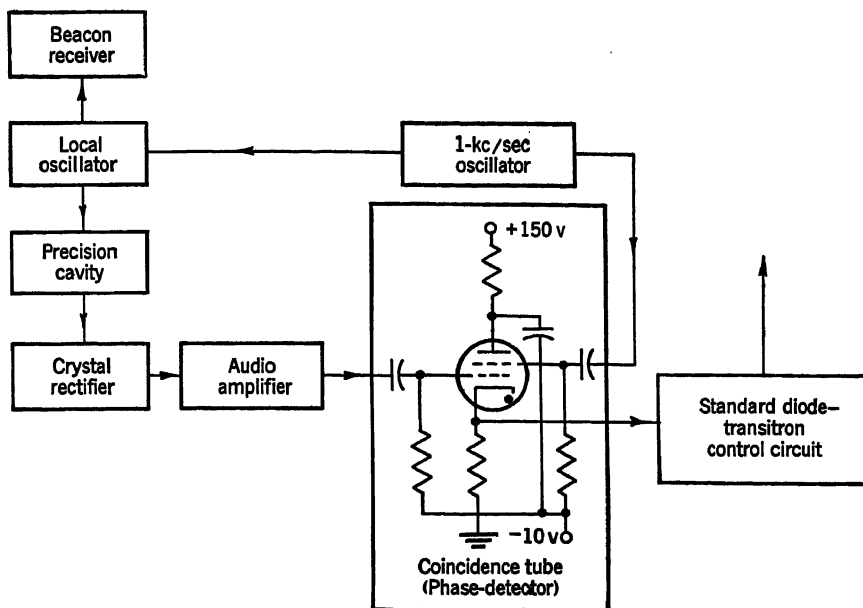 Beacon
receiver
Local
oscillator
1-kc/sec
oscillator
+150 v
Precision
cavity
Crystal
rectifier
Audio
amplifier
Standard diode–
transitron
control circuit
−10 v
Coincidence tube
(Phase-detector)